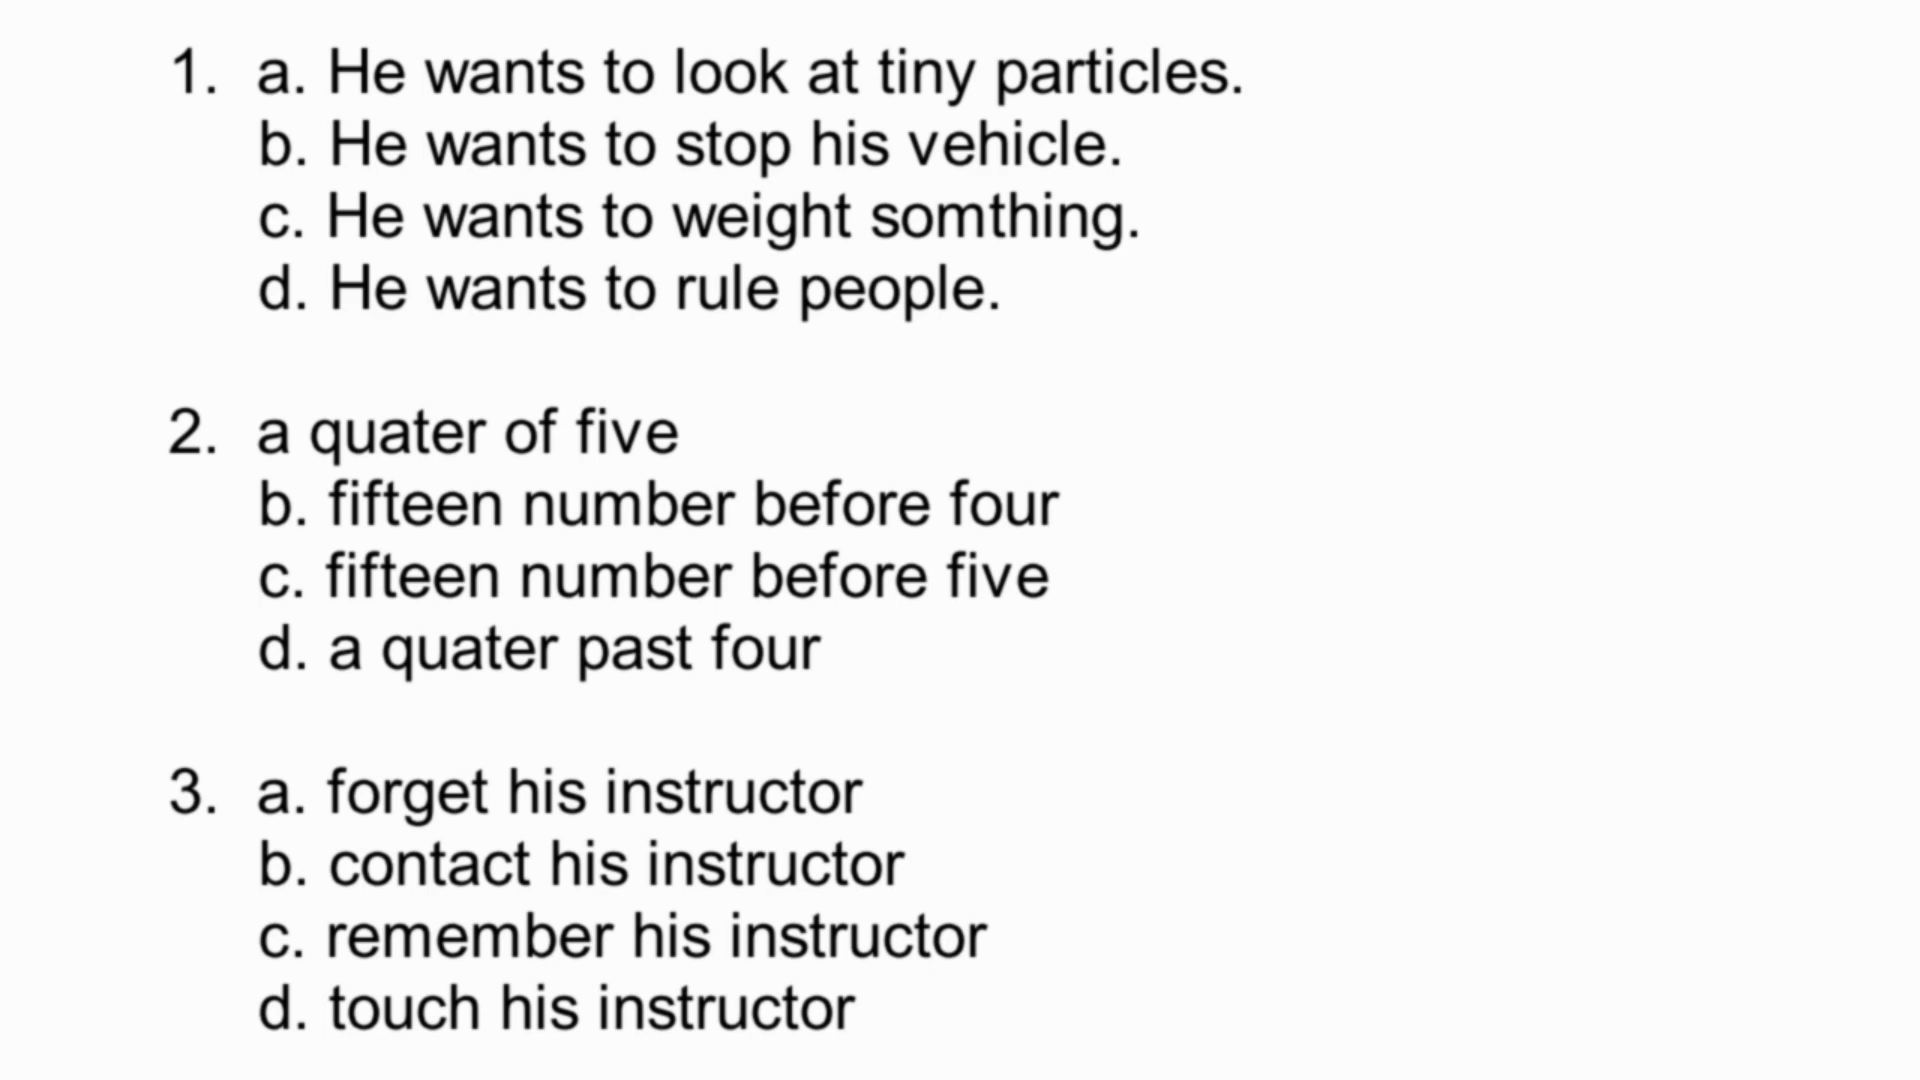 1. a. He wants to look at tiny particles.
b. He wants to stop his vehicle.
c. He wants to weight somthing.
d. He wants to rule people.
2. a quater of five
b. fifteen number before four
c. fifteen number before five
d. a quater past four
3. a. forget his instructor
b. contact his instructor
c. remember his instructor
d. touch his instructor